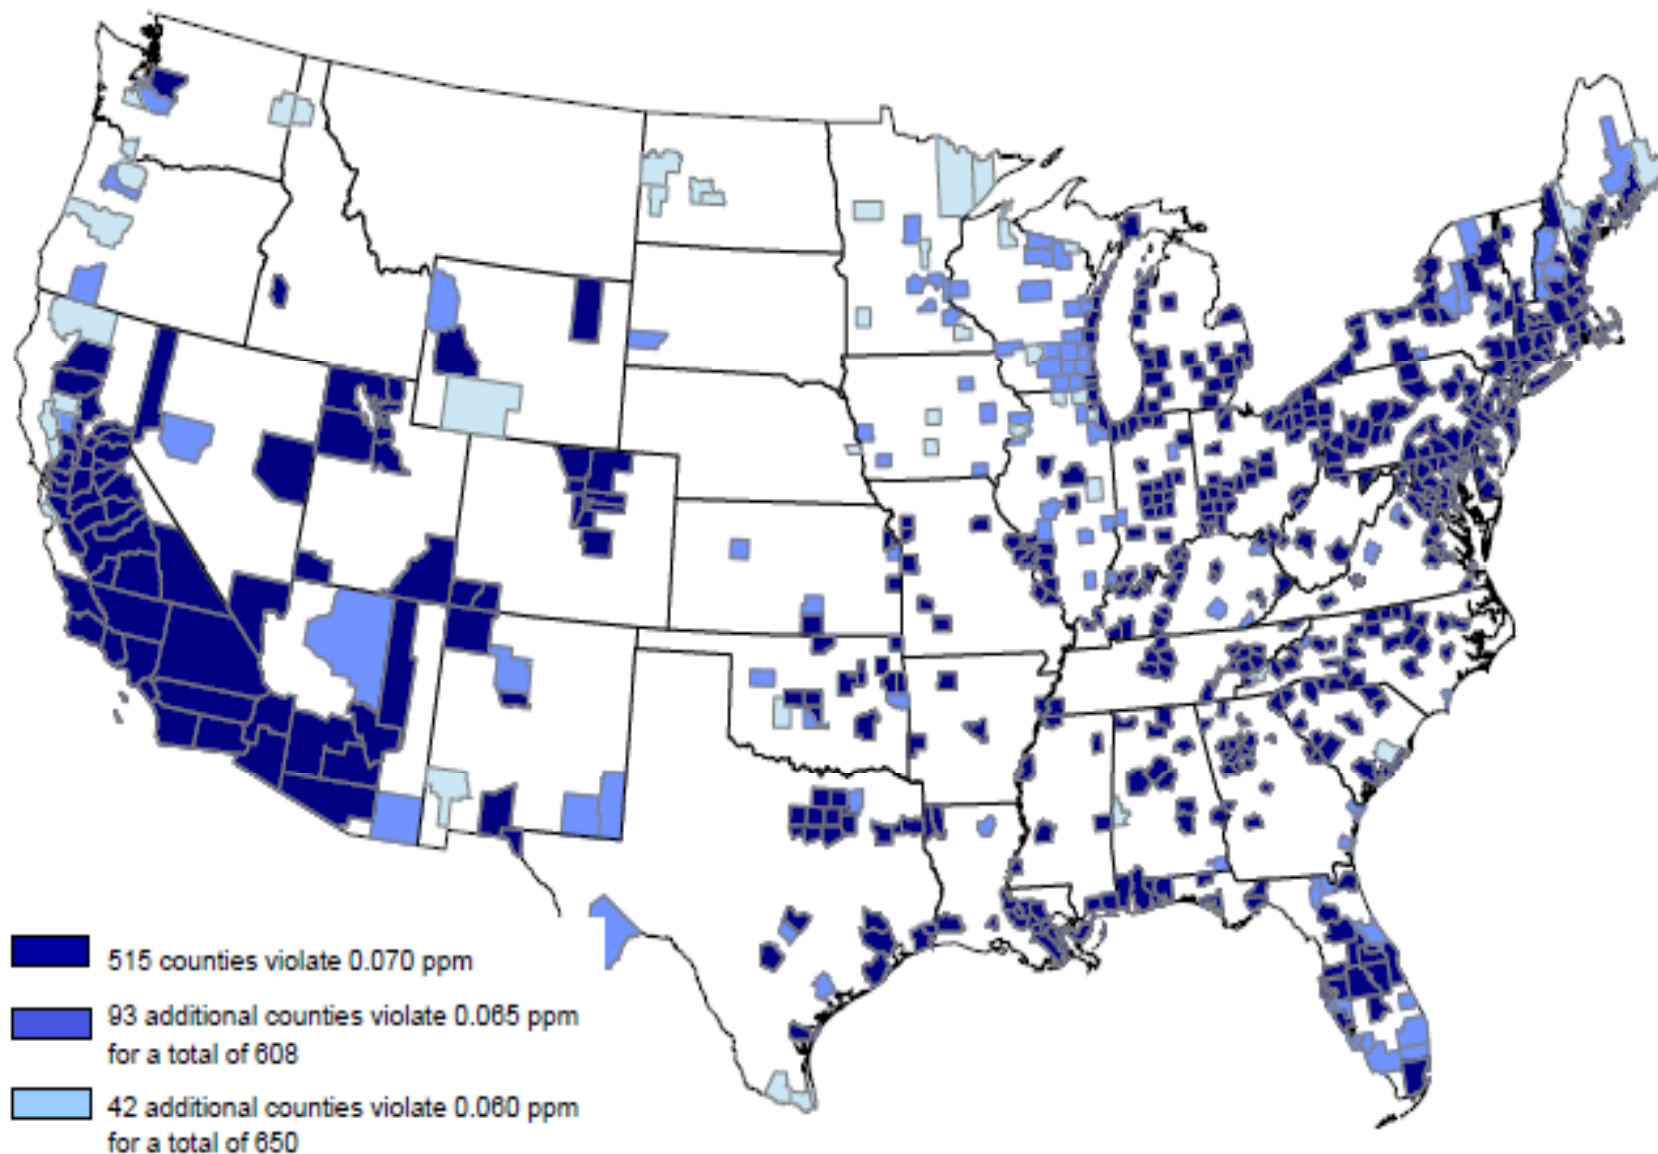 515 counties violate 0.070 ppm
93 additional counties violate 0.065 ppm
for a total of 608
42 additional counties violate 0.060 ppm
for a total of 650